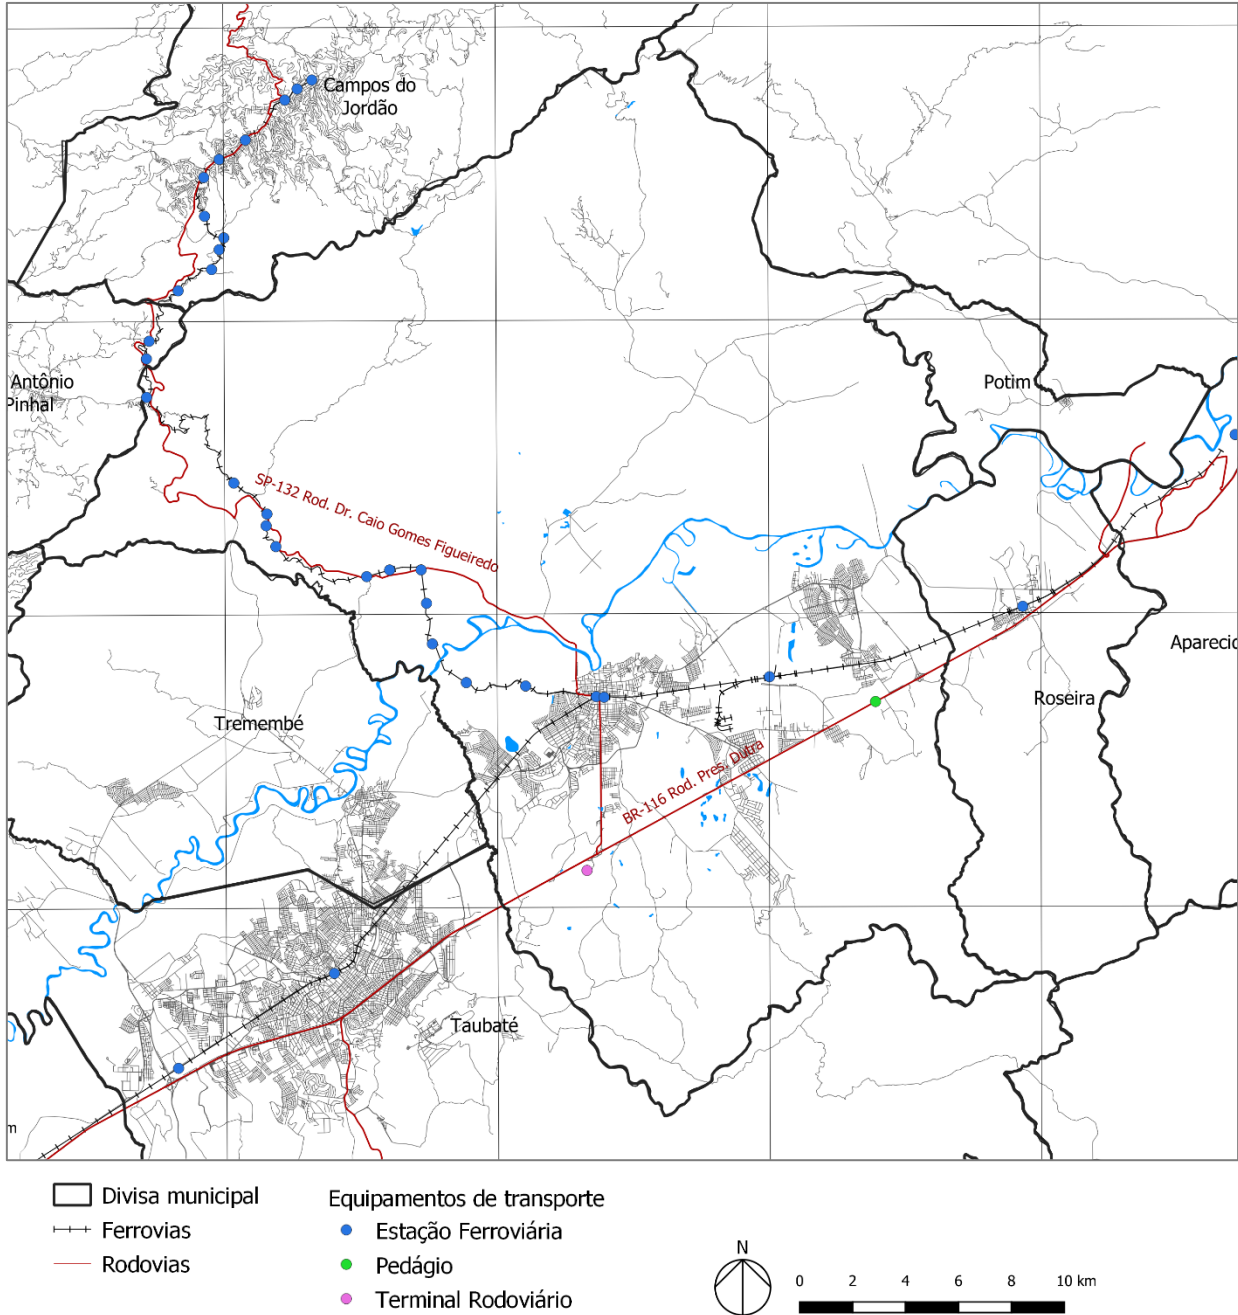 Campos do
Jordão
Antônio
Pinhal
Potim
SP-132 Rod. Dr. Caio Gomes Figueiredo
Aparecid
Roseira
Tremembé
BR-116 Rod. Pres. Dutra
Taubaté
m
Divisa municipal
Ferrovias
Rodovias
Equipamentos de transporte
Estação Ferroviária
Pedágio
Terminal Rodoviário
N
0 2 4 6 8 10 km